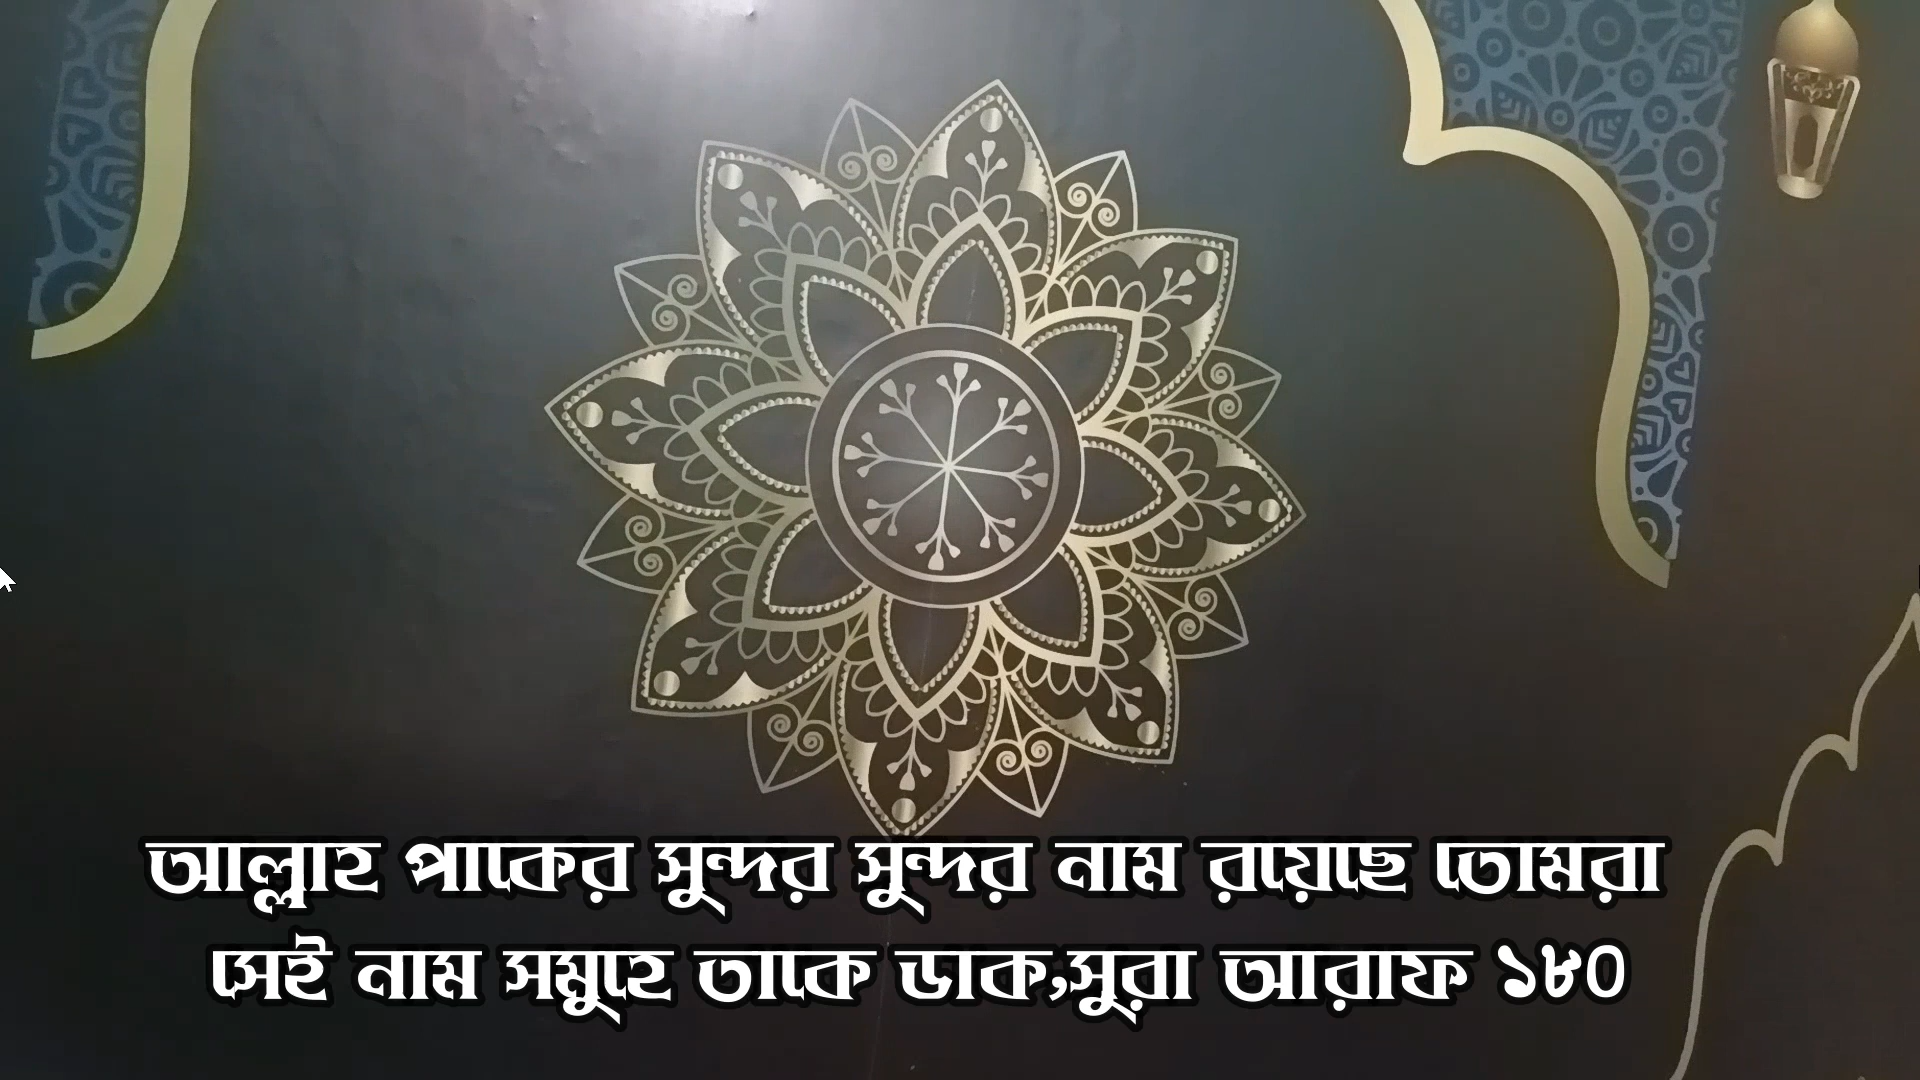 আল্লাহ পাকের সুন্দর সুন্দর নাম রয়েছে তোমরা
সেই নাম সমুহে তাকে ডাক,সুরা আরাফ ১৮০